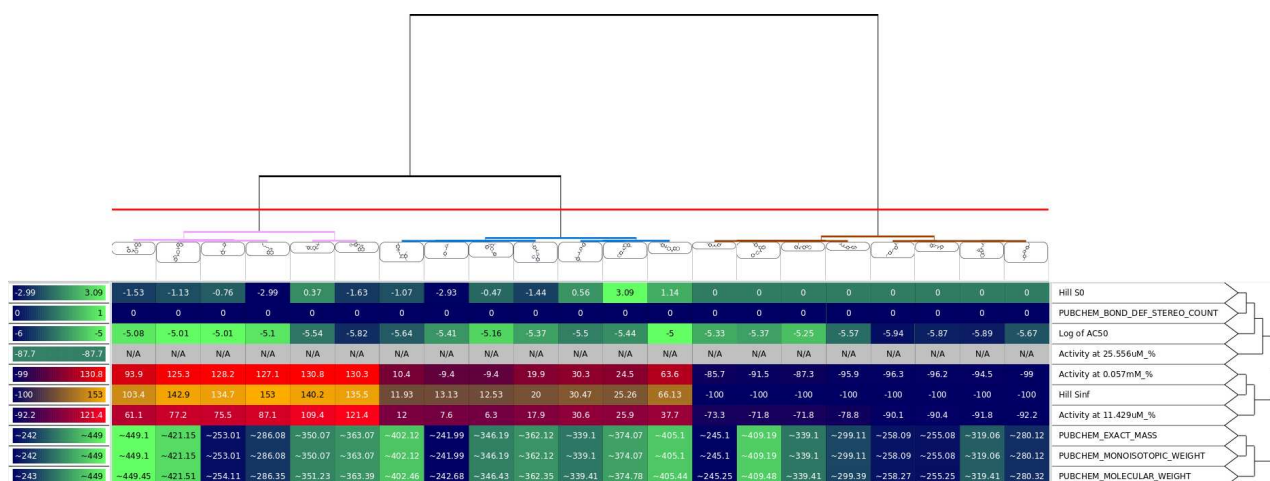 -2.99 3.09 -1.53 -1.13 -0.76 -2.99 0.37 -1.63 -1.07 -2.93 -0.47 -1.44 0.56 3.09 1.14 0 0 0 0 0 0 0 0 Hill S0
0 1 0 0 0 0 0 0 0 0 0 0 0 0 0 0 0 0 0 0 0 0 0 PUBCHEM_BOND_DEF_STEREO_COUNT
-6 -5 -5.08 -5.01 -5.01 -5.1 -5.54 -5.82 -5.64 -5.41 -5.16 -5.37 -5.5 -5.44 -5 -5.33 -5.37 -5.25 -5.57 -5.94 -5.87 -5.89 -5.67 Log of AC50
-87.7 -87.7 N/A N/A N/A N/A N/A N/A N/A N/A N/A N/A N/A N/A N/A N/A N/A N/A N/A N/A N/A N/A N/A Activity at 25.556uM_%
-99 130.8 93.9 125.3 128.2 127.1 130.8 130.3 10.4 -9.4 -9.4 19.9 30.3 24.5 63.6 -85.7 -91.5 -87.3 -95.9 -96.3 -96.2 -94.5 -99 Activity at 0.057mM_%
-100 153 103.4 142.9 134.7 153 140.2 135.5 11.93 13.13 12.53 20 30.47 25.26 66.13 -100 -100 -100 -100 -100 -100 -100 -100 Hill Sinf
-92.2 121.4 61.1 77.2 75.5 87.1 109.4 121.4 12 7.6 6.3 17.9 30.6 25.9 37.7 -73.3 -71.8 -71.8 -78.8 -90.1 -90.4 -91.8 -92.2 Activity at 11.429uM_%
~242 ~449 ~449.1 ~421.15 ~253.01 ~286.08 ~350.07 ~363.07 ~402.12 ~241.99 ~346.19 ~362.12 ~339.1 ~374.07 ~405.1 ~245.1 ~409.19 ~339.1 ~299.11 ~258.09 ~255.08 ~319.06 ~280.12 PUBCHEM_EXACT_MASS
~242 ~449 ~449.1 ~421.15 ~253.01 ~286.08 ~350.07 ~363.07 ~402.12 ~241.99 ~346.19 ~362.12 ~339.1 ~374.07 ~405.1 ~245.1 ~409.19 ~339.1 ~299.11 ~258.27 ~255.08 ~319.41 ~280.12 PUBCHEM_MONOISOTOPIC_WEIGHT
~243 ~449 ~449.45 ~421.51 ~254.11 ~286.35 ~351.23 ~363.39 ~402.46 ~242.68 ~346.43 ~362.35 ~339.41 ~374.78 ~405.44 ~245.25 ~409.48 ~339.41 ~299.39 ~258.27 ~255.25 ~319.41 ~280.32 PUBCHEM_MOLECULAR_WEIGHT